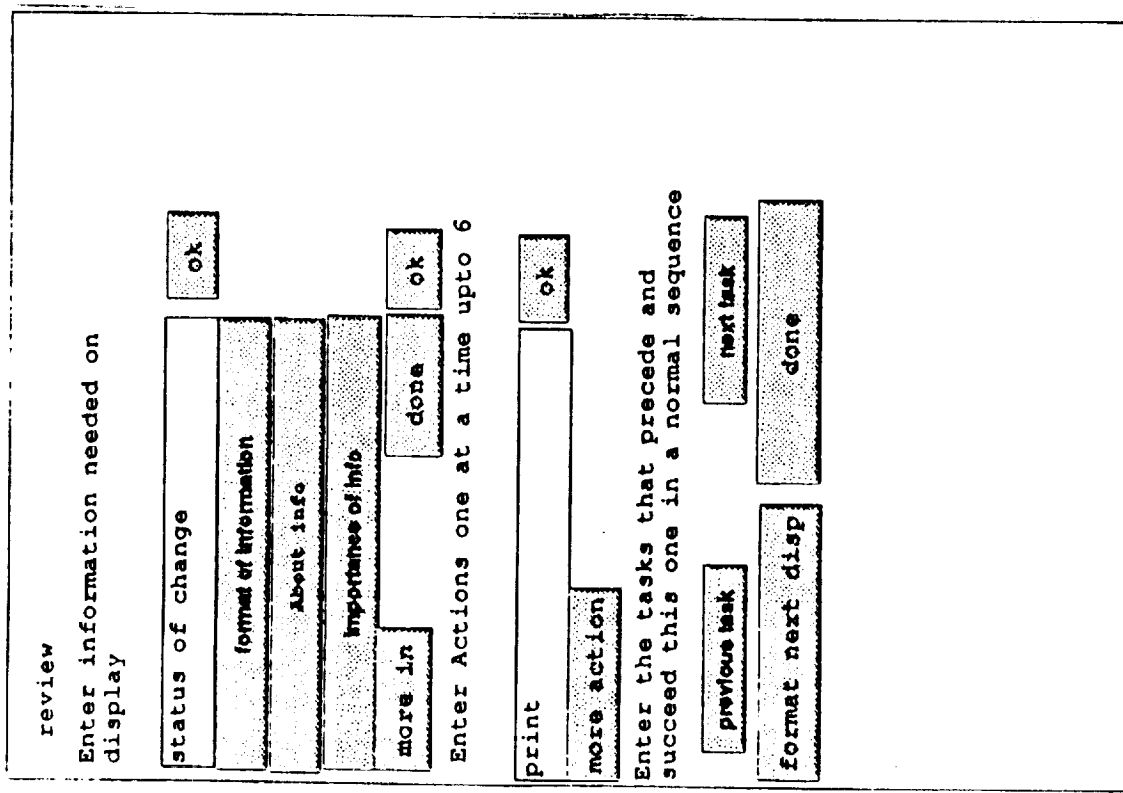 review
Enter information needed on
display
status of change
ok
format of information
About info
Importance of info
more in
done
ok
Enter Actions one at a time upto 6
print
ok
more action
Enter the tasks that precede and
succeed this one in a normal sequence
previous task
next task
format next disp
done